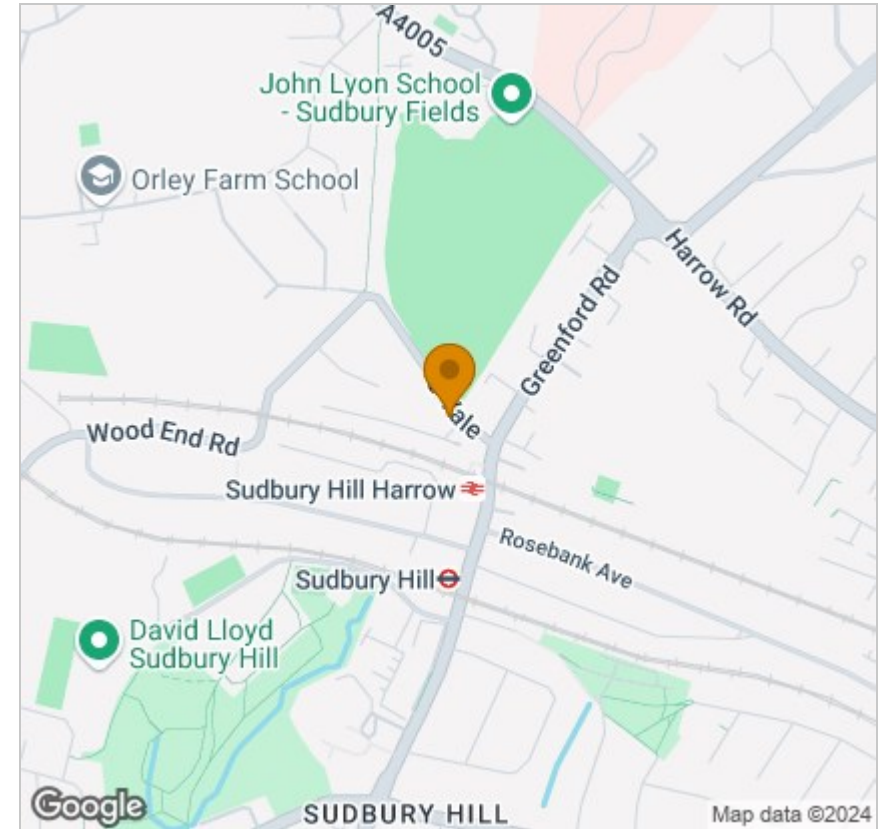 A4005
John Lyon School
- Sudbury Fields
Orley Farm School
Harrow Rd
Greenford Rd
Wood End Rd
Sudbury Hill Harrow
Rosebank Ave
Sudbury Hill
David Lloyd
Sudbury Hill
SUDBURY HILL
Google
Map data ©2024